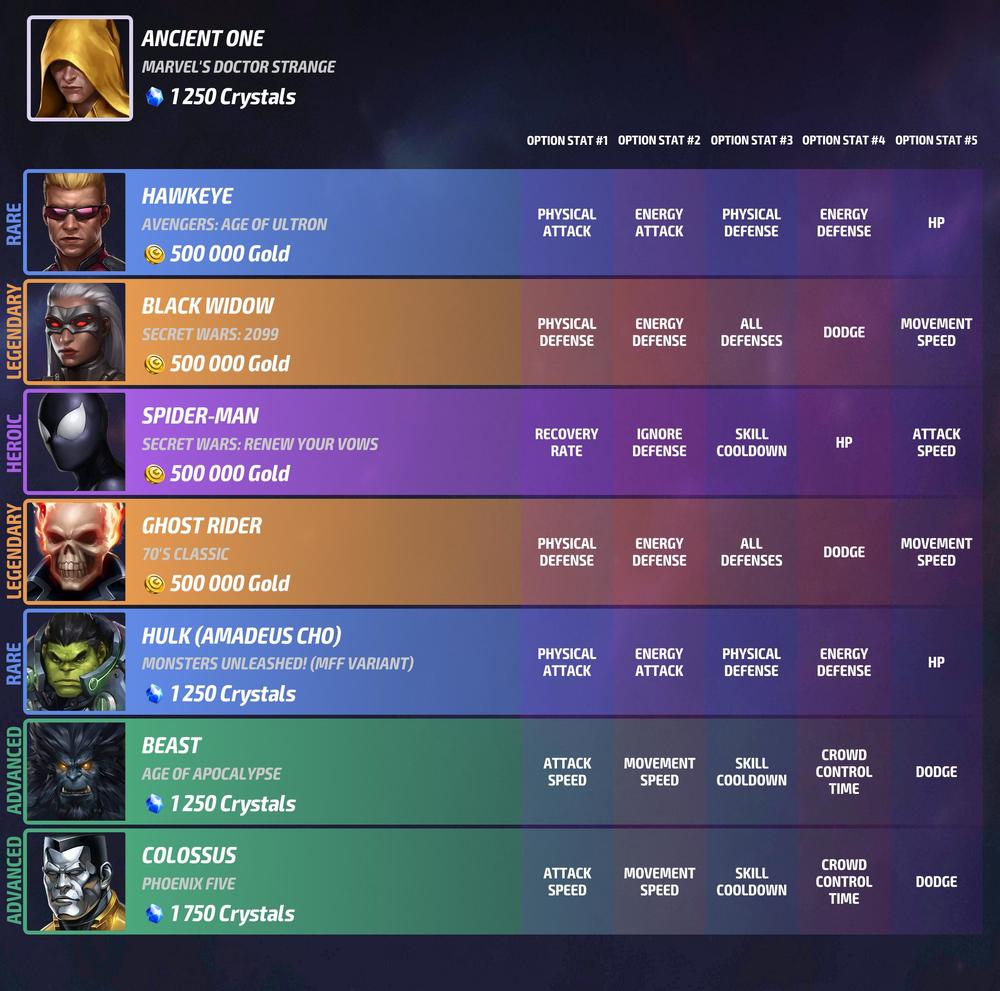 ANCIENT ONE
MARVEL'S DOCTOR STRANGE
1 250 Crystals
OPTION STAT #1 OPTION STAT #2 OPTION STAT #3 OPTION STAT #4 OPTION STAT #5
RARE
HAWKEYE
AVENGERS: AGE OF ULTRON
500 000 Gold
PHYSICAL
ATTACK
ENERGY
ATTACK
PHYSICAL
DEFENSE
ENERGY
DEFENSE
HP
LEGENDARY
BLACK WIDOW
SECRET WARS: 2099
500 000 Gold
PHYSICAL
DEFENSE
ENERGY
DEFENSE
ALL
DEFENSES
DODGE
MOVEMENT
SPEED
HEROIC
SPIDER-MAN
SECRET WARS: RENEW YOUR VOWS
500 000 Gold
RECOVERY
RATE
IGNORE
DEFENSE
SKILL
COOLDOWN
HP
ATTACK
SPEED
LEGENDARY
GHOST RIDER
70'S CLASSIC
500 000 Gold
PHYSICAL
DEFENSE
ENERGY
DEFENSE
ALL
DEFENSES
DODGE
MOVEMENT
SPEED
RARE
HULK (AMADEUS CHO)
MONSTERS UNLEASHED! (MFF VARIANT)
1 250 Crystals
PHYSICAL
ATTACK
ENERGY
ATTACK
PHYSICAL
DEFENSE
ENERGY
DEFENSE
HP
ADVANCED
BEAST
AGE OF APOCALYPSE
1 250 Crystals
ATTACK
SPEED
MOVEMENT
SPEED
SKILL
COOLDOWN
CROWD
CONTROL
TIME
DODGE
ADVANCED
COLOSSUS
PHOENIX FIVE
1 750 Crystals
ATTACK
SPEED
MOVEMENT
SPEED
SKILL
COOLDOWN
CROWD
CONTROL
TIME
DODGE